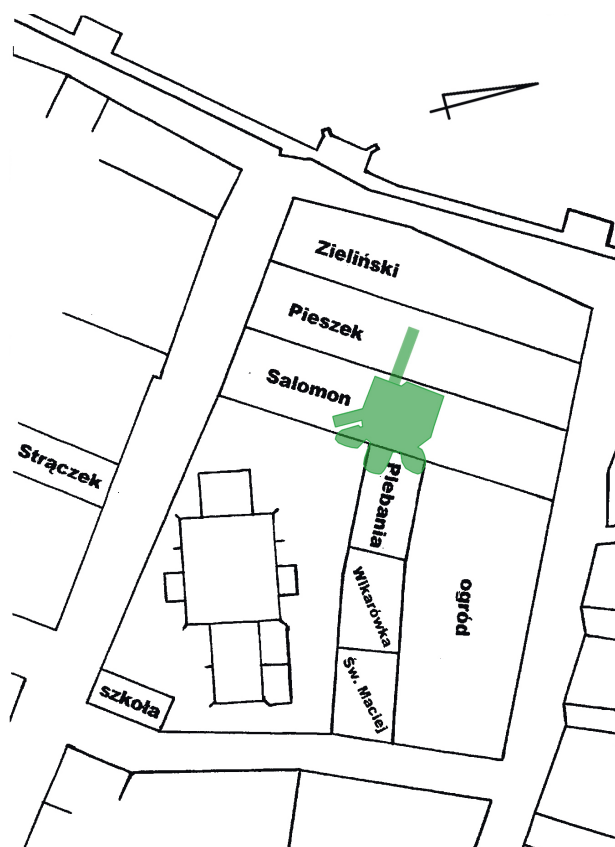 Zieliński
Pieszek
Salomon
Strączek
Plebania
Wikarówka
ogród
Św. Maciej
szkoła